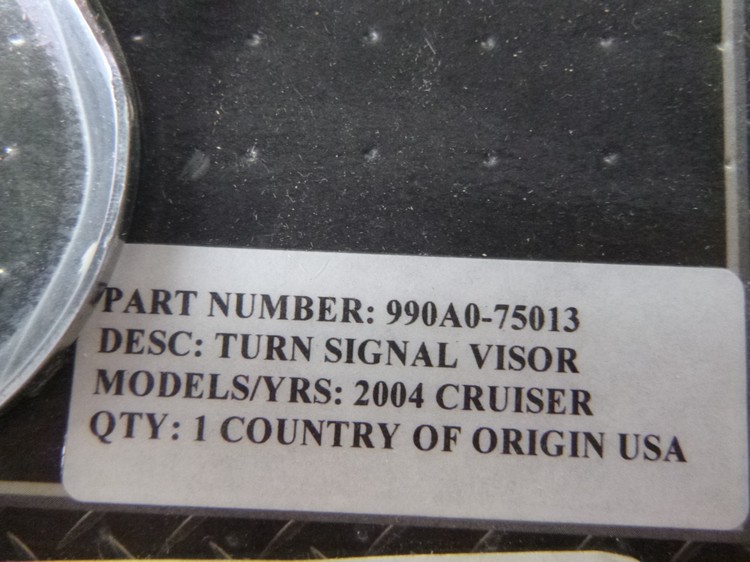 PART NUMBER: 990A0-75013
DESC: TURN SIGNAL VISOR
MODELS/YRS: 2004 CRUISER
QTY: 1 COUNTRY OF ORIGIN USA